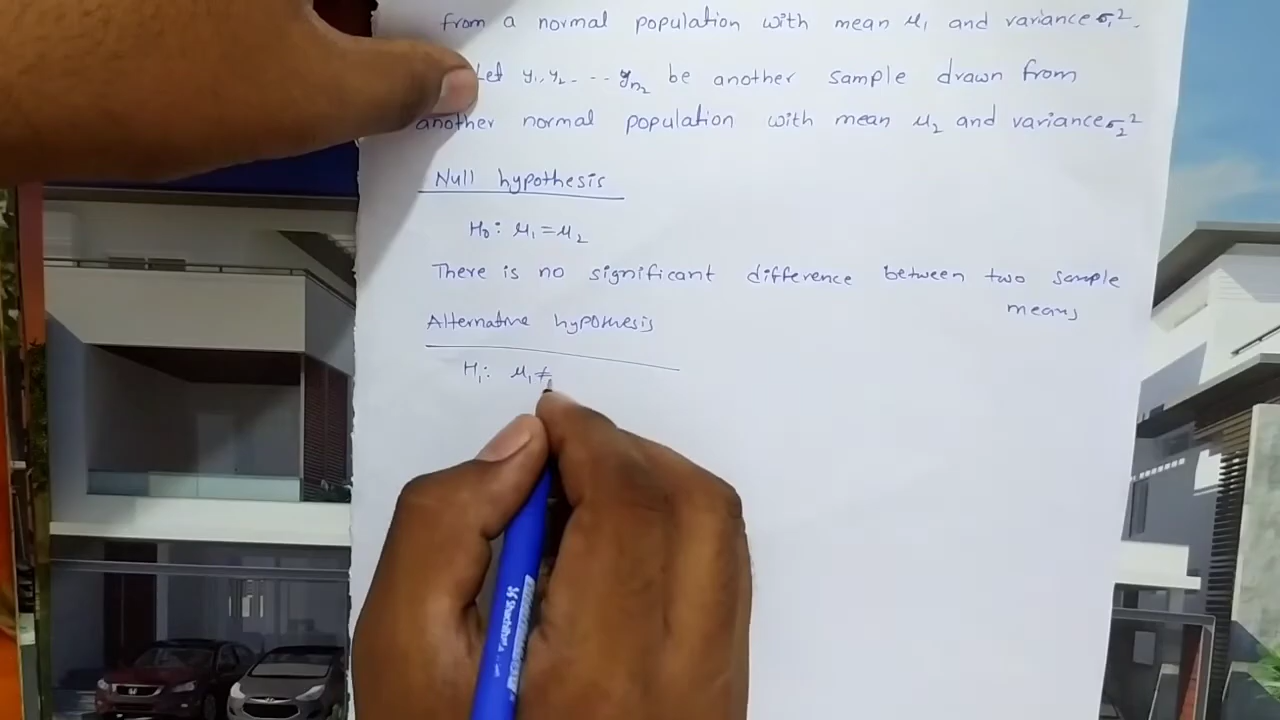 from a normal population with mean μ₁ and variance σ₁².
Let y₁, y₂ - - - yn₂ be another sample drawn from
another normal population with mean μ₂ and variance σ₂²
Null hypothesis
H₀: μ₁ = μ₂
There is no significant difference between two sample
means
Alternative hypothesis
H₁: μ₁ ≠